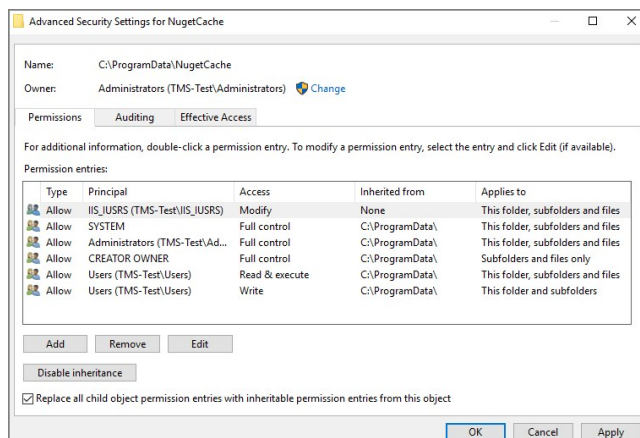 Advanced Security Settings for NugetCache
Name: C:\ProgramData\NugetCache
Owner: Administrators (TMS-Test\Administrators) Change
Permissions Auditing Effective Access
For additional information, double-click a permission entry. To modify a permission entry, select the entry and click Edit (if available).
Permission entries:
Type Principal Access Inherited from Applies to
Allow IIS_IUSRS (TMS-Test\IIS_IUSRS) Modify None This folder, subfolders and files
Allow SYSTEM Full control C:\ProgramData\ This folder, subfolders and files
Allow Administrators (TMS-Test\Ad... Full control C:\ProgramData\ This folder, subfolders and files
Allow CREATOR OWNER Full control C:\ProgramData\ Subfolders and files only
Allow Users (TMS-Test\Users) Read & execute C:\ProgramData\ This folder, subfolders and files
Allow Users (TMS-Test\Users) Write C:\ProgramData\ This folder and subfolders
Add Remove Edit
Disable inheritance
Replace all child object permission entries with inheritable permission entries from this object
OK Cancel Apply